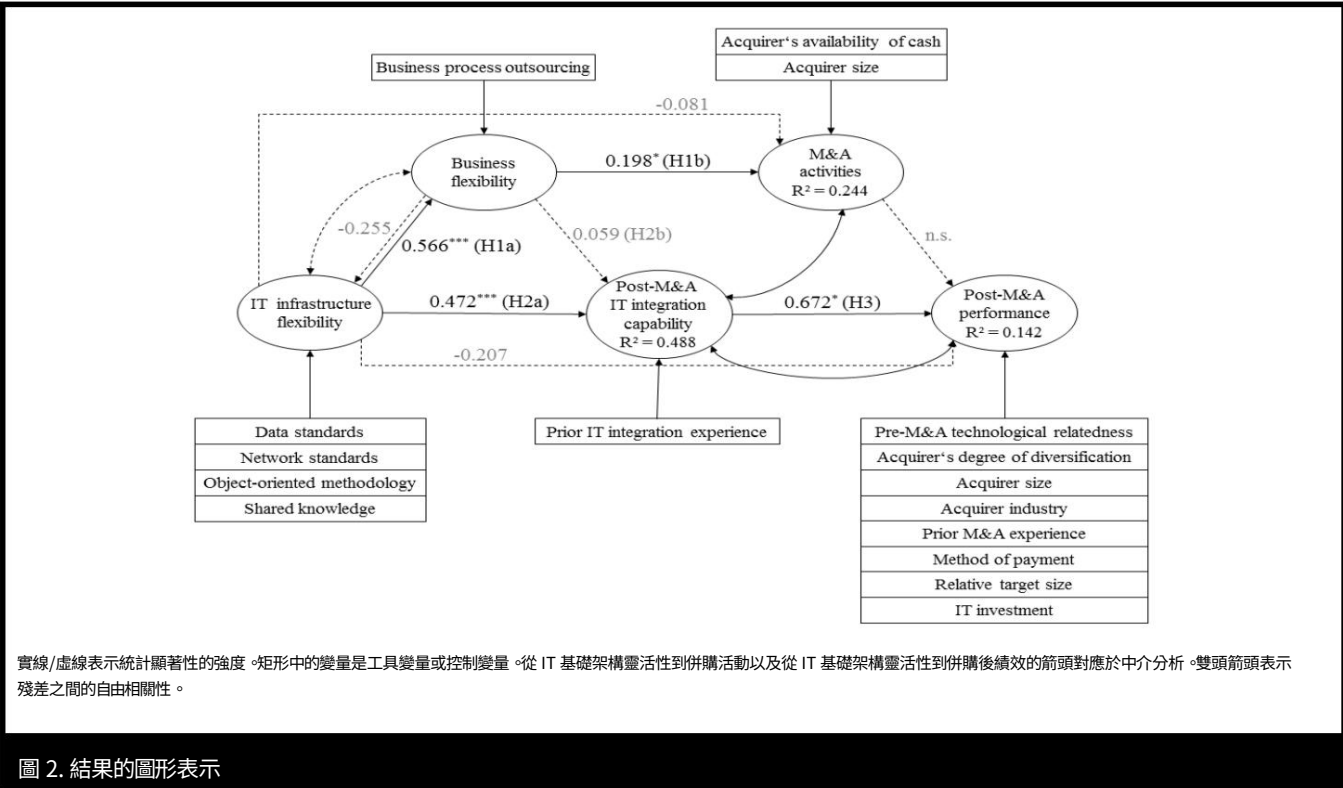 Acquirer‘s availability of cash
Acquirer size
Business process outsourcing
-0.081
Business
flexibility
0.198* (H1b)
M&A
activities
R² = 0.244
-0.255
0.566*** (H1a)
0.059 (H2b)
n.s.
IT infrastructure
flexibility
0.472*** (H2a)
Post-M&A
IT integration
capability
R² = 0.488
0.672* (H3)
Post-M&A
performance
R² = 0.142
-0.207
Data standards
Network standards
Object-oriented methodology
Shared knowledge
Prior IT integration experience
Pre-M&A technological relatedness
Acquirer‘s degree of diversification
Acquirer size
Acquirer industry
Prior M&A experience
Method of payment
Relative target size
IT investment
實線/虛線表示統計顯著性的強度。矩形中的變量是工具變量或控制變量。從 IT 基礎架構靈活性到併購活動以及從 IT 基礎架構靈活性到併購後績效的箭頭對應於中介分析。雙頭箭頭表示
殘差之間的自由相關性。
圖 2. 結果的圖形表示